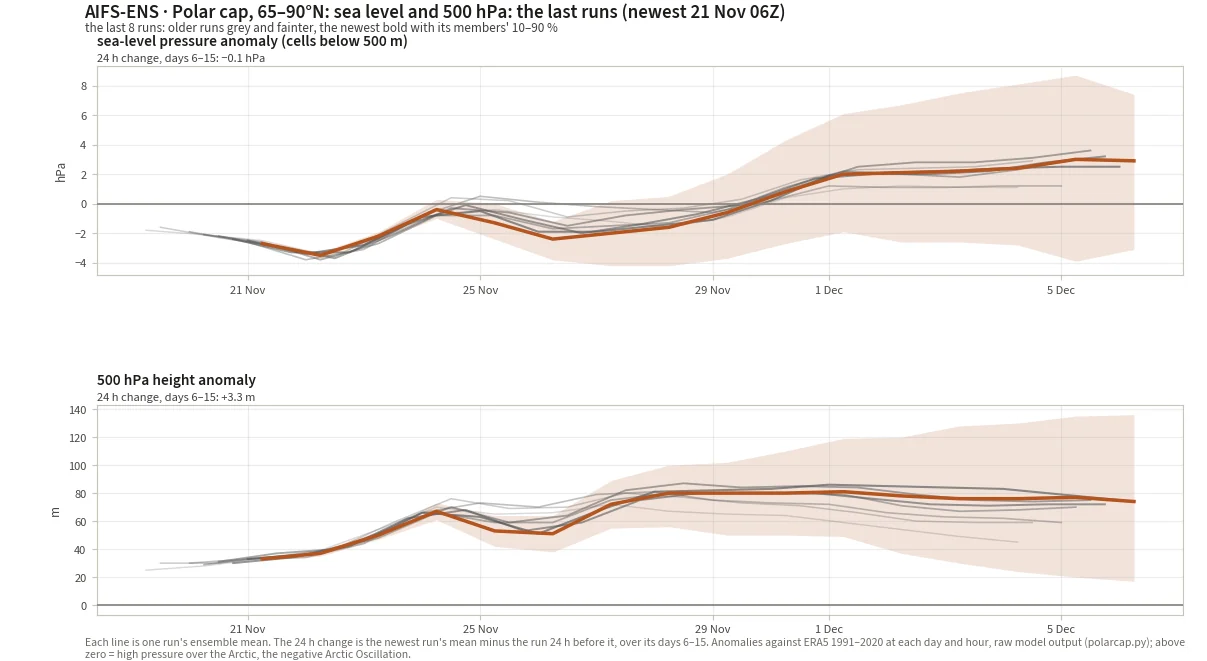 AIFS-ENS · Polar cap, 65–90°N: sea level and 500 hPa: the last runs (newest 21 Nov 06Z)
the last 8 runs: older runs grey and fainter, the newest bold with its members' 10–90 %
sea-level pressure anomaly (cells below 500 m)
24 h change, days 6–15: −0.1 hPa
8
6
4
2
0
−2
−4
hPa
21 Nov
25 Nov
29 Nov
1 Dec
5 Dec
500 hPa height anomaly
24 h change, days 6–15: +3.3 m
140
120
100
80
60
40
20
0
m
21 Nov
25 Nov
29 Nov
1 Dec
5 Dec
Each line is one run's ensemble mean. The 24 h change is the newest run's mean minus the run 24 h before it, over its days 6–15. Anomalies against ERA5 1991–2020 at each day and hour, raw model output (polarcap.py); above
zero = high pressure over the Arctic, the negative Arctic Oscillation.